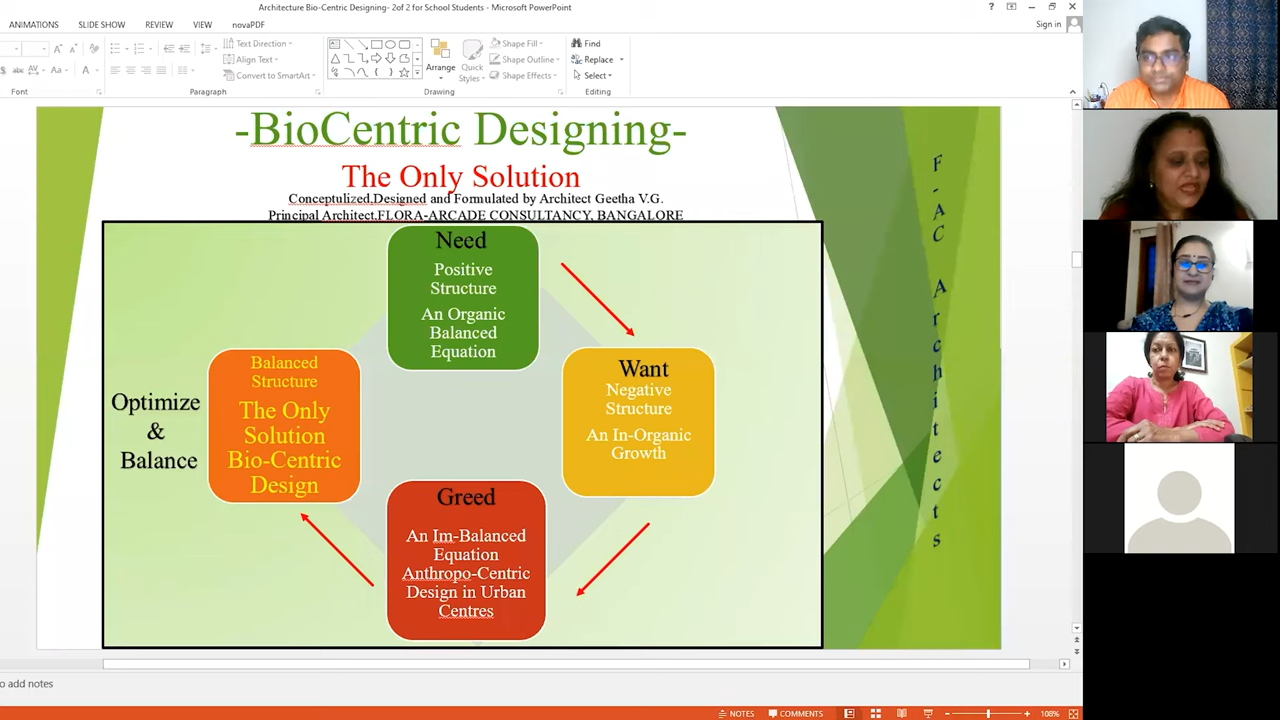 Architecture Bio-Centric Designing- 2of 2 for School Students - Microsoft PowerPoint
?
Sign in
ANIMATIONS SLIDE SHOW REVIEW VIEW novaPDF
Text Direction
Align Text
Convert to SmartArt
Arrange
Quick
Styles
Shape Fill
Shape Outline
Shape Effects
Find
Replace
Select
abc AV Aa A
Font Paragraph Drawing Editing
-BioCentric Designing-
The Only Solution
Conceptulized,Designed and Formulated by Architect Geetha V.G.
Principal Architect,FLORA-ARCADE CONSULTANCY, BANGALORE
Need
Positive
Structure
An Organic
Balanced
Equation
Want
Negative
Structure
An In-Organic
Growth
Greed
An Im-Balanced
Equation
Anthropo-Centric
Design in Urban
Centres
Balanced
Structure
The Only
Solution
Bio-Centric
Design
Optimize
&
Balance
F-AC Architects
o add notes
NOTES COMMENTS 108%